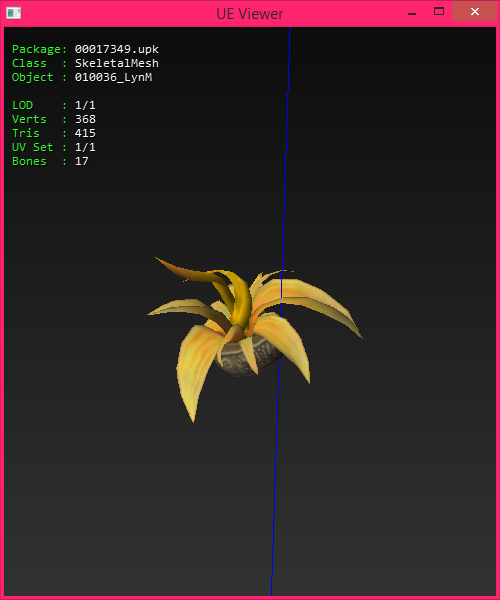 UE Viewer
Package: 00017349.upk
Class  : SkeletalMesh
Object : 010036_LynM
LOD    : 1/1
Verts  : 368
Tris   : 415
UV Set : 1/1
Bones  : 17